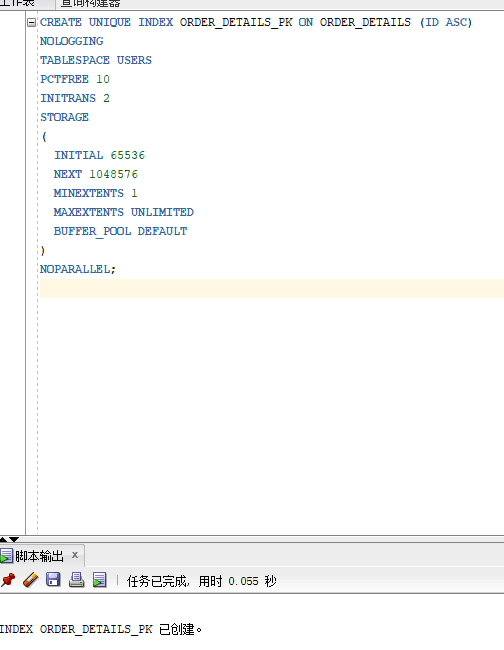 工作表 查询构建器
CREATE UNIQUE INDEX ORDER_DETAILS_PK ON ORDER_DETAILS (ID ASC)
NOLOGGING
TABLESPACE USERS
PCTFREE 10
INITRANS 2
STORAGE
(
  INITIAL 65536
  NEXT 1048576
  MINEXTENTS 1
  MAXEXTENTS UNLIMITED
  BUFFER_POOL DEFAULT
)
NOPARALLEL;
脚本输出 x
任务已完成, 用时 0.055 秒
INDEX ORDER_DETAILS_PK 已创建。